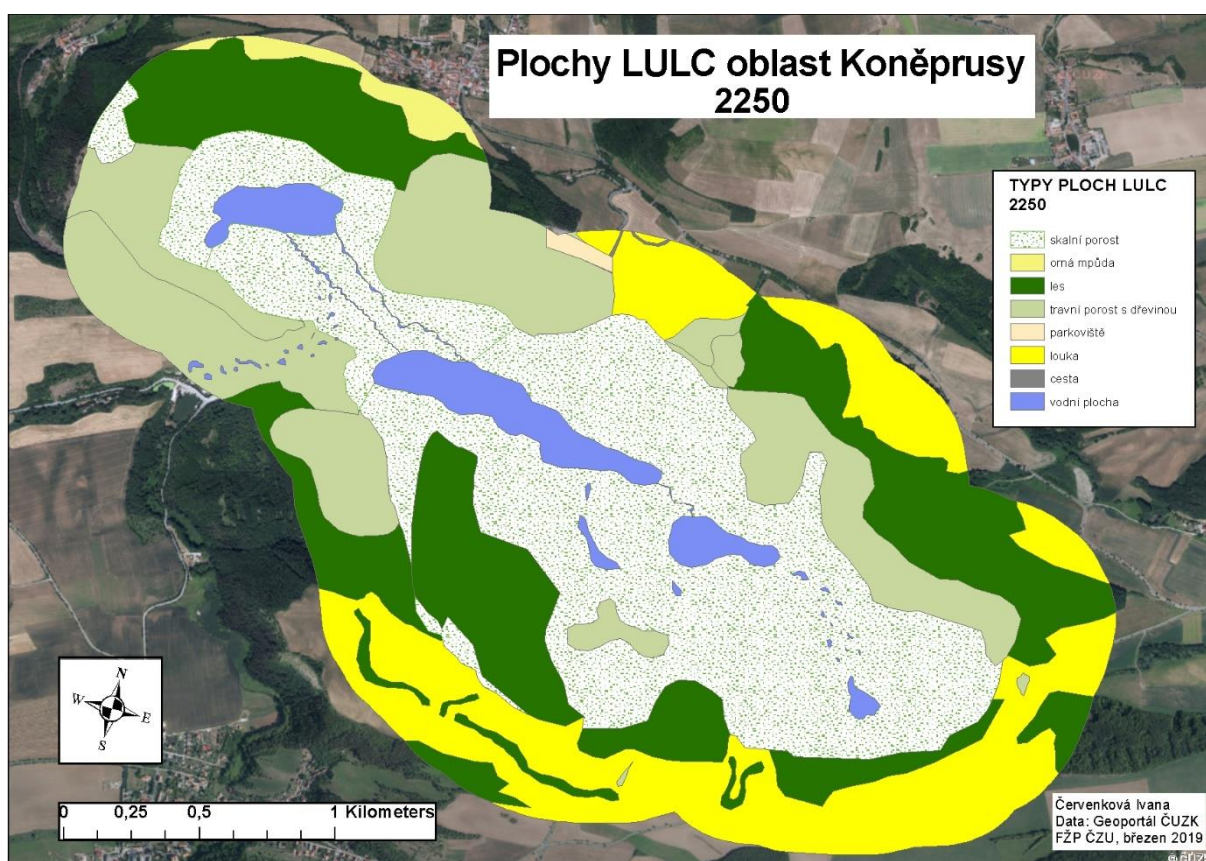 Plochy LULC oblast Koněprusy
2250
TYPY PLOCH LULC
2250
skalní porost
orná mpůda
les
travní porost s dřevinou
parkoviště
louka
cesta
vodní plocha
N
W
E
S
0 0,25 0,5 1 Kilometers
Červenková Ivana
Data: Geoportál ČUZK
FŽP ČZU, březen 2019